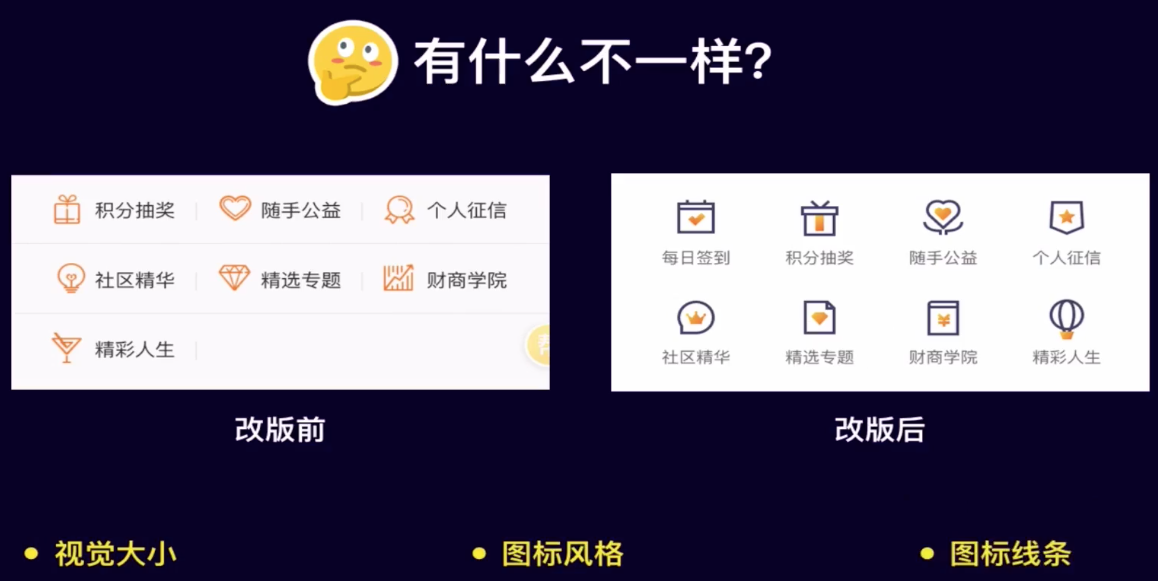 有什么不一样?
积分抽奖 随手公益 个人征信
社区精华 精选专题 财商学院
精彩人生
每日签到 积分抽奖 随手公益 个人征信
社区精华 精选专题 财商学院 精彩人生
改版前 改版后
• 视觉大小 • 图标风格 • 图标线条